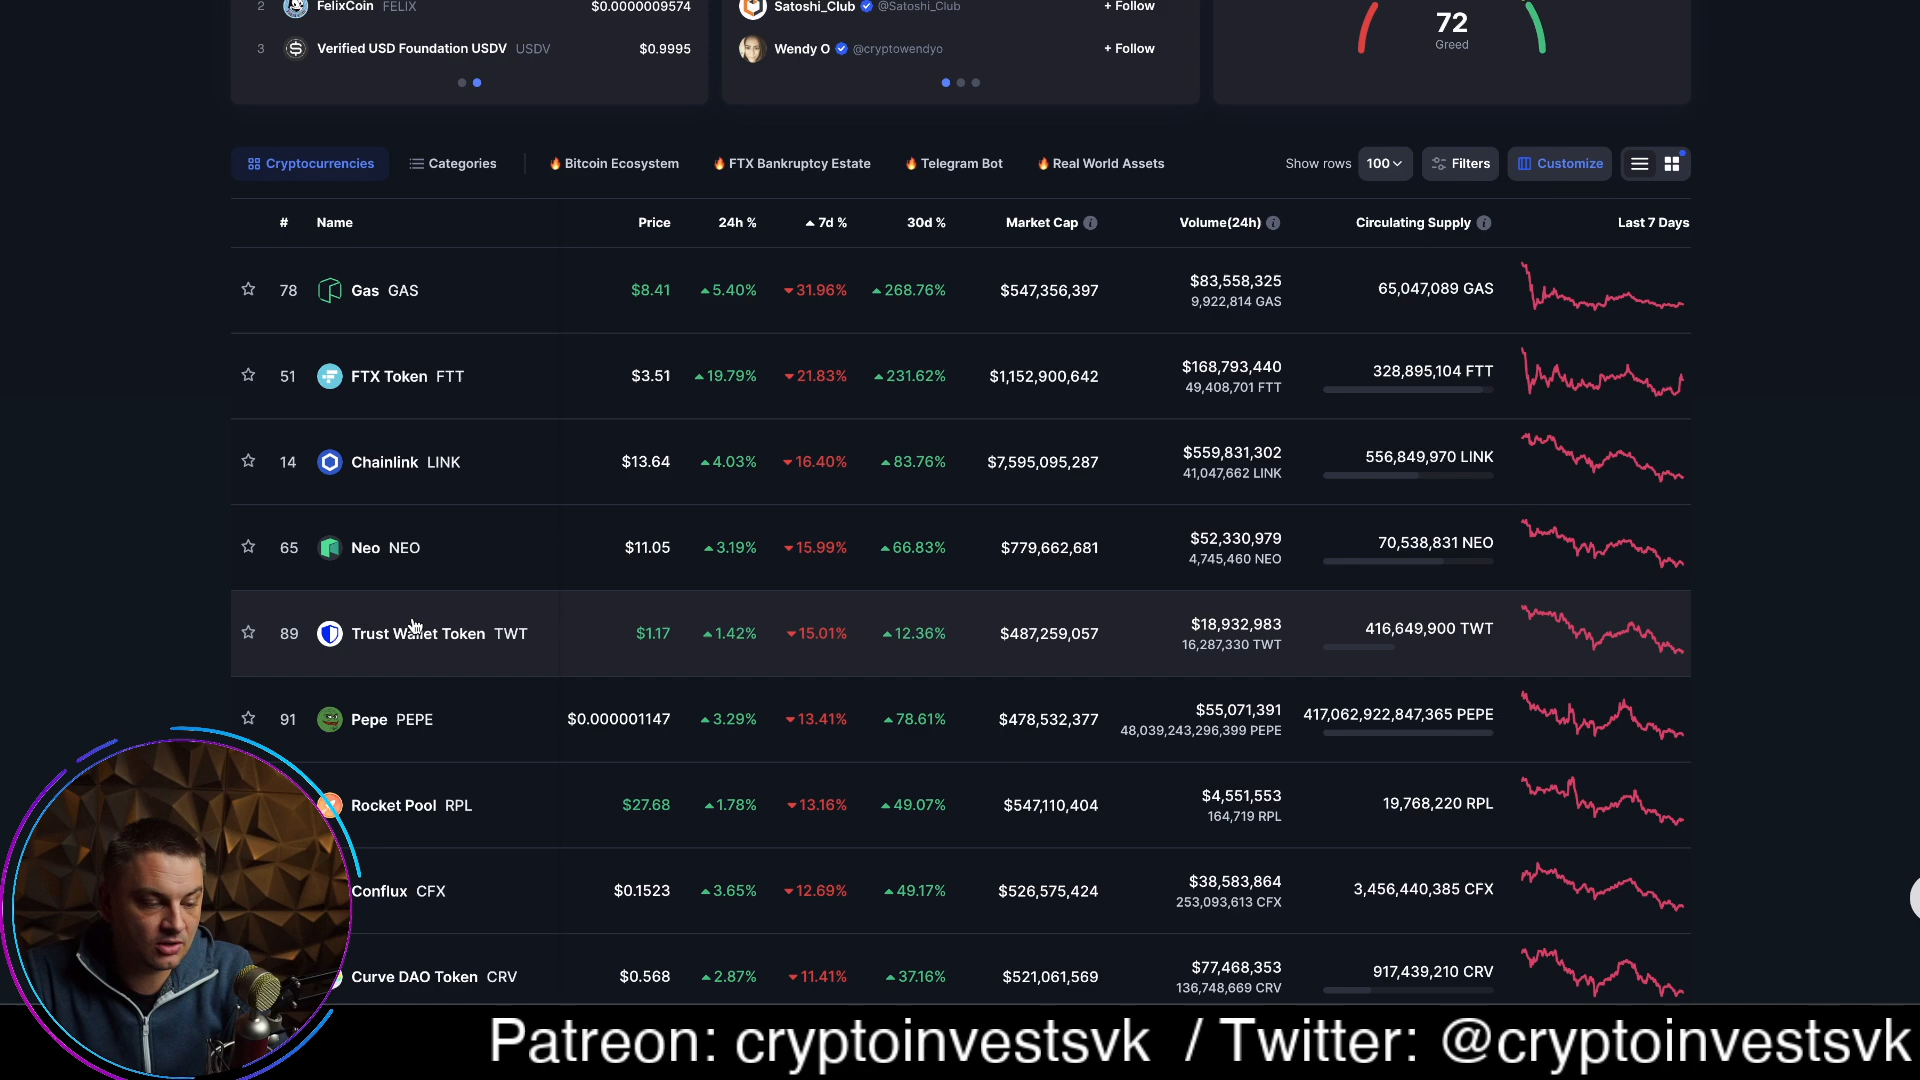 2 FelixCoin FELIX $0.0000009574
3 Verified USD Foundation USDV USDV $0.9995
Satoshi_Club @Satoshi_Club + Follow
Wendy O @cryptowendyo + Follow
72
Greed
Cryptocurrencies Categories Bitcoin Ecosystem FTX Bankruptcy Estate Telegram Bot Real World Assets Show rows 100 Filters Customize
# Name Price 24h % 7d % 30d % Market Cap Volume(24h) Circulating Supply Last 7 Days
78 Gas GAS $8.41 5.40% 31.96% 268.76% $547,356,397 $83,558,325 65,047,089 GAS
9,922,814 GAS
51 FTX Token FTT $3.51 19.79% 21.83% 231.62% $1,152,900,642 $168,793,440 328,895,104 FTT
49,408,701 FTT
14 Chainlink LINK $13.64 4.03% 16.40% 83.76% $7,595,095,287 $559,831,302 556,849,970 LINK
41,047,662 LINK
65 Neo NEO $11.05 3.19% 15.99% 66.83% $779,662,681 $52,330,979 70,538,831 NEO
4,745,460 NEO
89 Trust Wallet Token TWT $1.17 1.42% 15.01% 12.36% $487,259,057 $18,932,983 416,649,900 TWT
16,287,330 TWT
91 Pepe PEPE $0.000001147 3.29% 13.41% 78.61% $478,532,377 $55,071,391 417,062,922,847,365 PEPE
48,039,243,296,399 PEPE
Rocket Pool RPL $27.68 1.78% 13.16% 49.07% $547,110,404 $4,551,553 19,768,220 RPL
164,719 RPL
Conflux CFX $0.1523 3.65% 12.69% 49.17% $526,575,424 $38,583,864 3,456,440,385 CFX
253,093,613 CFX
Curve DAO Token CRV $0.568 2.87% 11.41% 37.16% $521,061,569 $77,468,353 917,439,210 CRV
136,748,669 CRV
Patreon: cryptoinvestsvk / Twitter: @cryptoinvestsvk